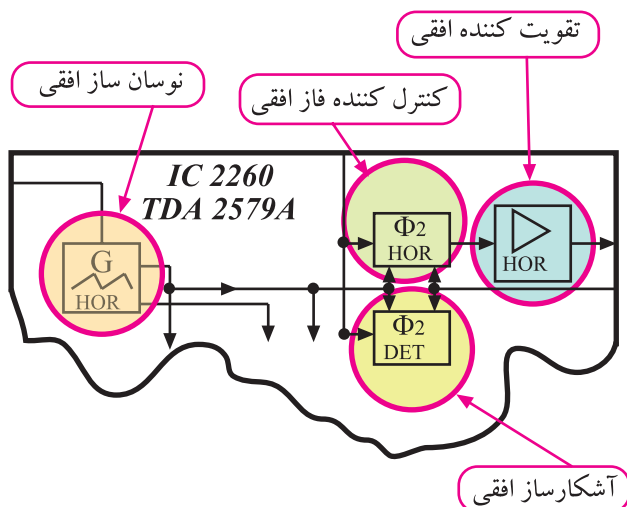 تقویت کننده افقی
نوسان ساز افقی
کنترل کننده فاز افقی
IC 2260
TDA 2579A
G
HOR
Φ2
HOR
HOR
Φ2
DET
آشکارساز افقی